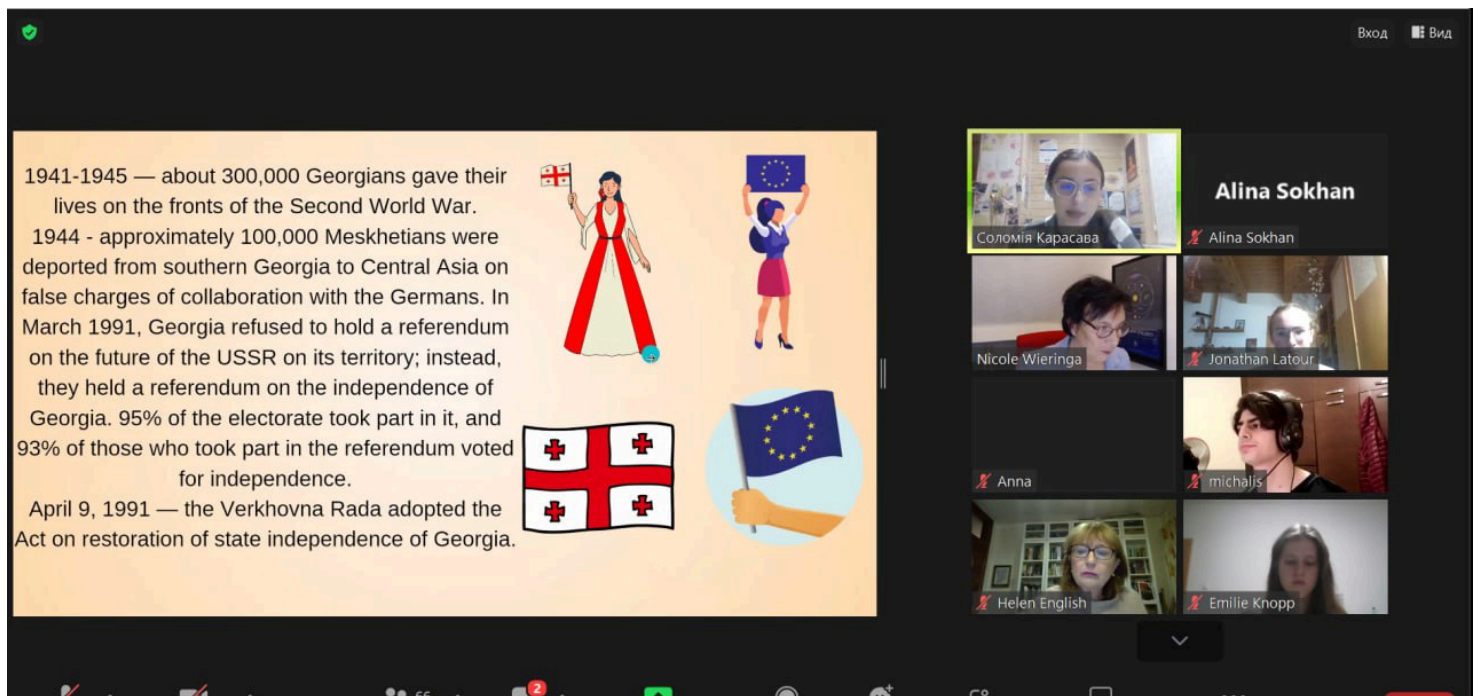 Вход
Вид
1941-1945 — about 300,000 Georgians gave their
lives on the fronts of the Second World War.
1944 - approximately 100,000 Meskhetians were
deported from southern Georgia to Central Asia on
false charges of collaboration with the Germans. In
March 1991, Georgia refused to hold a referendum
on the future of the USSR on its territory; instead,
they held a referendum on the independence of
Georgia. 95% of the electorate took part in it, and
93% of those who took part in the referendum voted
for independence.
April 9, 1991 — the Verkhovna Rada adopted the
Act on restoration of state independence of Georgia.
Соломія Карасава
Alina Sokhan
Alina Sokhan
Nicole Wieringa
Jonathan Latour
Anna
michalis
Helen English
Emilie Knopp
2